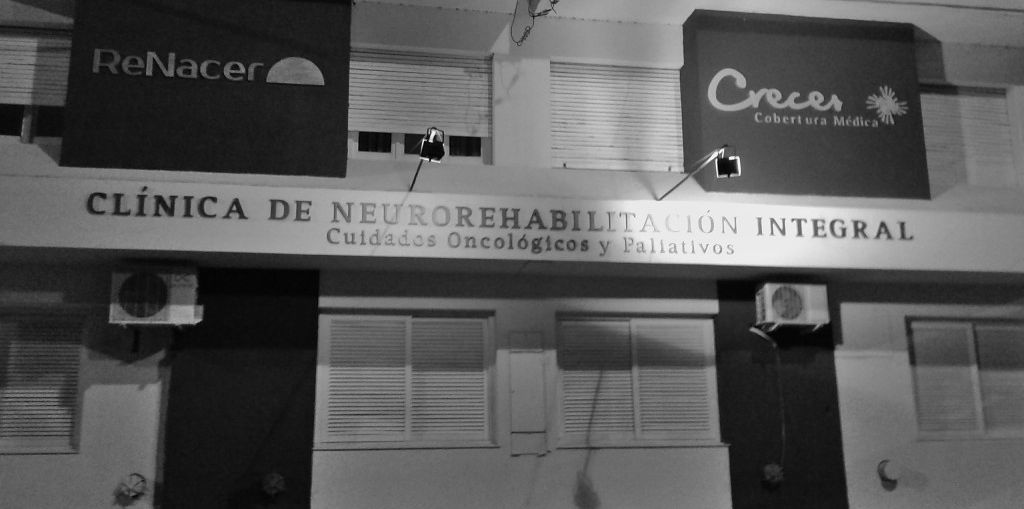 ReNacer
Crecer
Cobertura Médica
CLÍNICA DE NEUROREHABILITACIÓN INTEGRAL
Cuidados Oncológicos y Paliativos